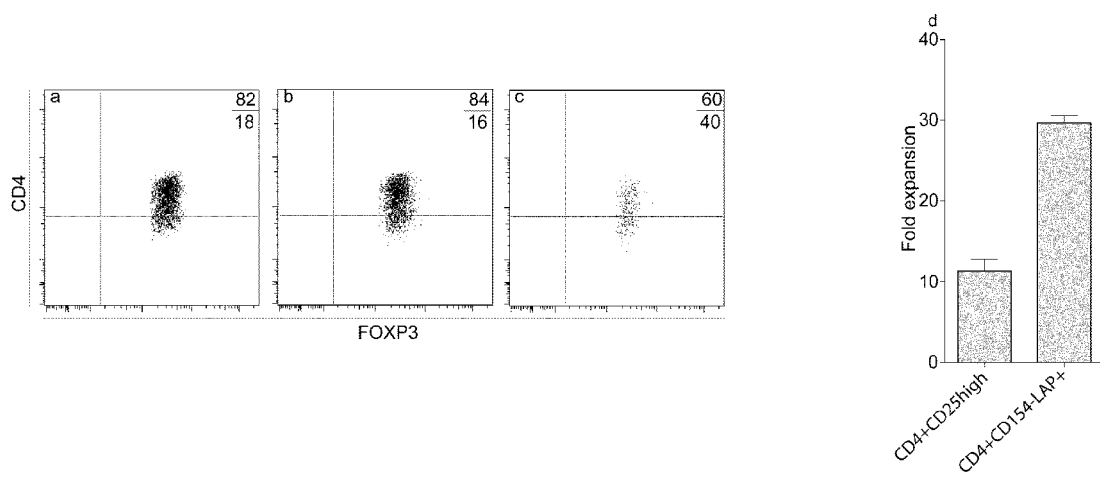 a
82
18
b
84
16
c
60
40
CD4
FOXP3
d
40
30
20
10
0
Fold expansion
CD4+CD25high
CD4+CD154-LAP+